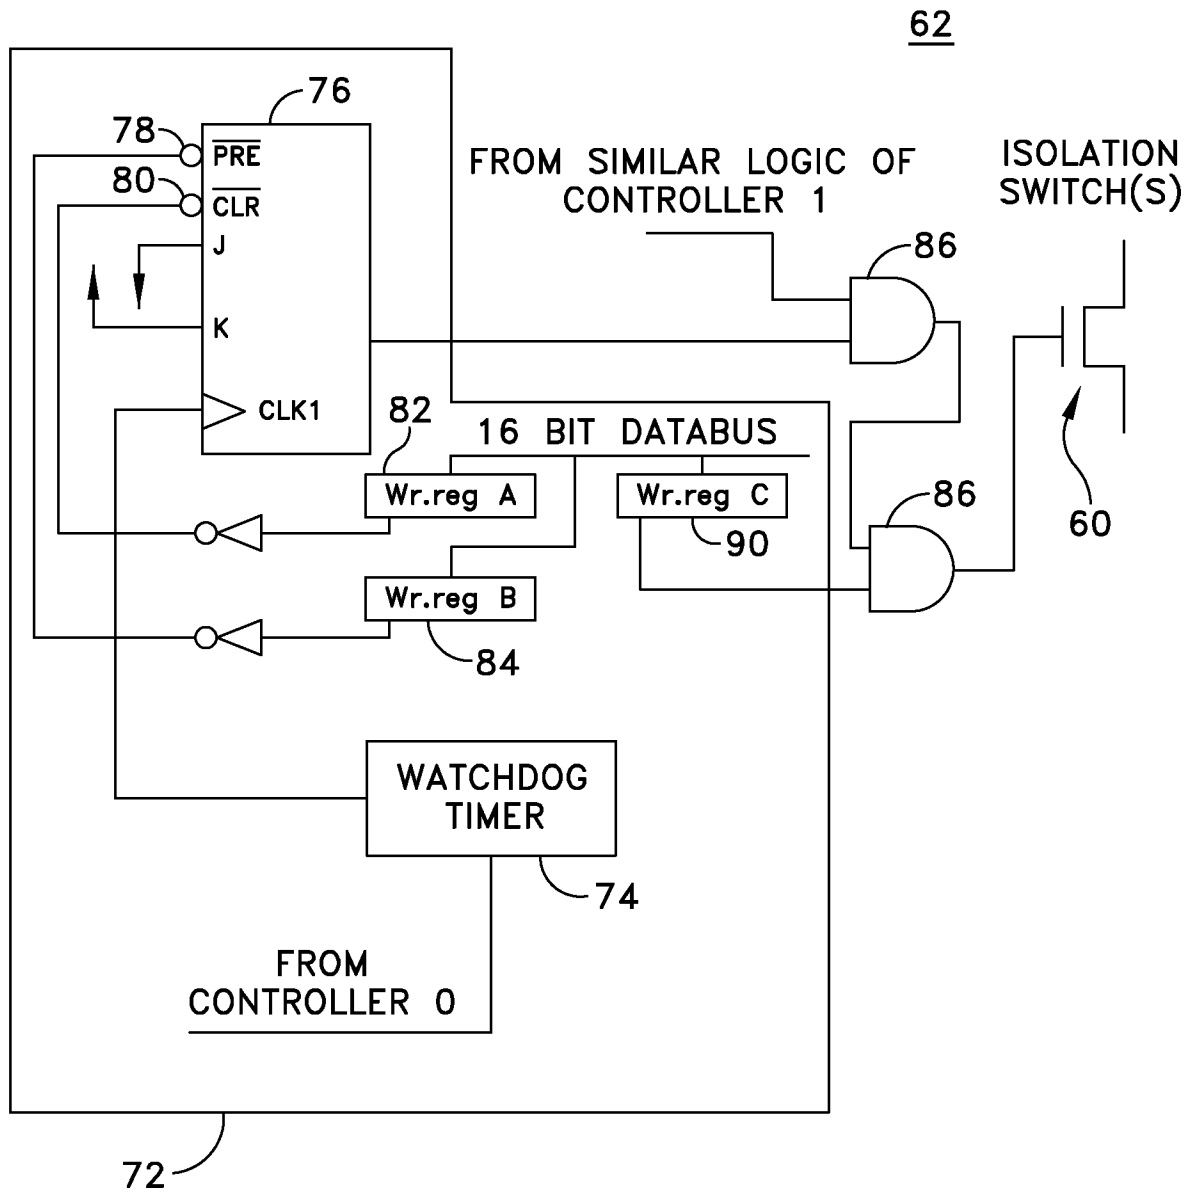 62
76
78
PRE
80
CLR
J
K
CLK1
FROM SIMILAR LOGIC OF
CONTROLLER 1
ISOLATION
SWITCH(S)
86
82
16 BIT DATABUS
Wr.reg A
Wr.reg C
90
86
60
Wr.reg B
84
WATCHDOG
TIMER
74
FROM
CONTROLLER 0
72